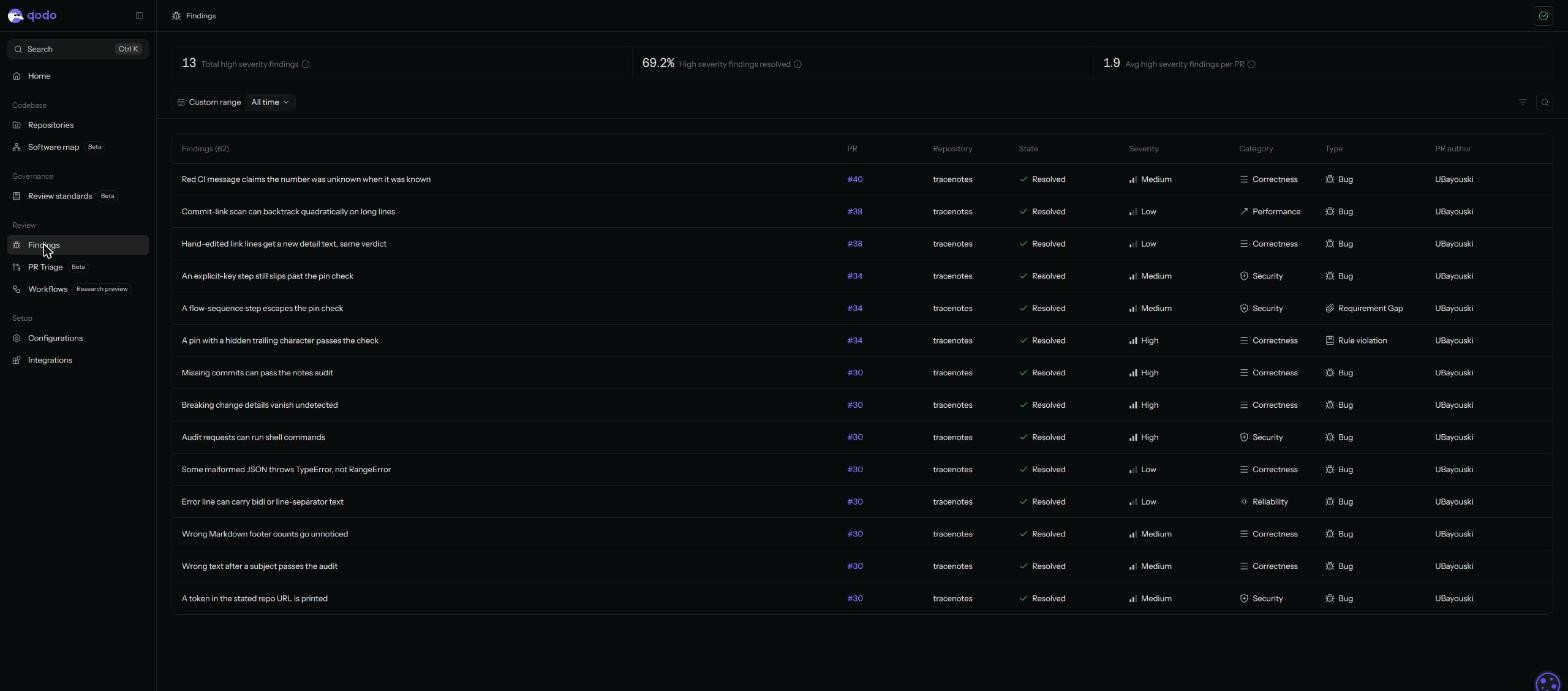 qodo
Findings
Search Ctrl K
Home
Codebase
Repositories
Software map Beta
Governance
Review standards Beta
Review
Findings
PR Triage Beta
Workflows Research preview
Setup
Configurations
Integrations
13 Total high severity findings
69.2% High severity findings resolved
1.9 Avg high severity findings per PR
Custom range All time
Findings (62) PR Repository State Severity Category Type PR author
Red CI message claims the number was unknown when it was known #40 tracenotes Resolved Medium Correctness Bug UBayouski
Commit-link scan can backtrack quadratically on long lines #38 tracenotes Resolved Low Performance Bug UBayouski
Hand-edited link lines get a new detail text, same verdict #38 tracenotes Resolved Low Correctness Bug UBayouski
An explicit-key step still slips past the pin check #34 tracenotes Resolved Medium Security Bug UBayouski
A flow-sequence step escapes the pin check #34 tracenotes Resolved Medium Security Requirement Gap UBayouski
A pin with a hidden trailing character passes the check #34 tracenotes Resolved High Correctness Rule violation UBayouski
Missing commits can pass the notes audit #30 tracenotes Resolved High Correctness Bug UBayouski
Breaking change details vanish undetected #30 tracenotes Resolved High Correctness Bug UBayouski
Audit requests can run shell commands #30 tracenotes Resolved High Security Bug UBayouski
Some malformed JSON throws TypeError, not RangeError #30 tracenotes Resolved Low Correctness Bug UBayouski
Error line can carry bidi or line-separator text #30 tracenotes Resolved Low Reliability Bug UBayouski
Wrong Markdown footer counts go unnoticed #30 tracenotes Resolved Medium Correctness Bug UBayouski
Wrong text after a subject passes the audit #30 tracenotes Resolved Medium Correctness Bug UBayouski
A token in the stated repo URL is printed #30 tracenotes Resolved Medium Security Bug UBayouski